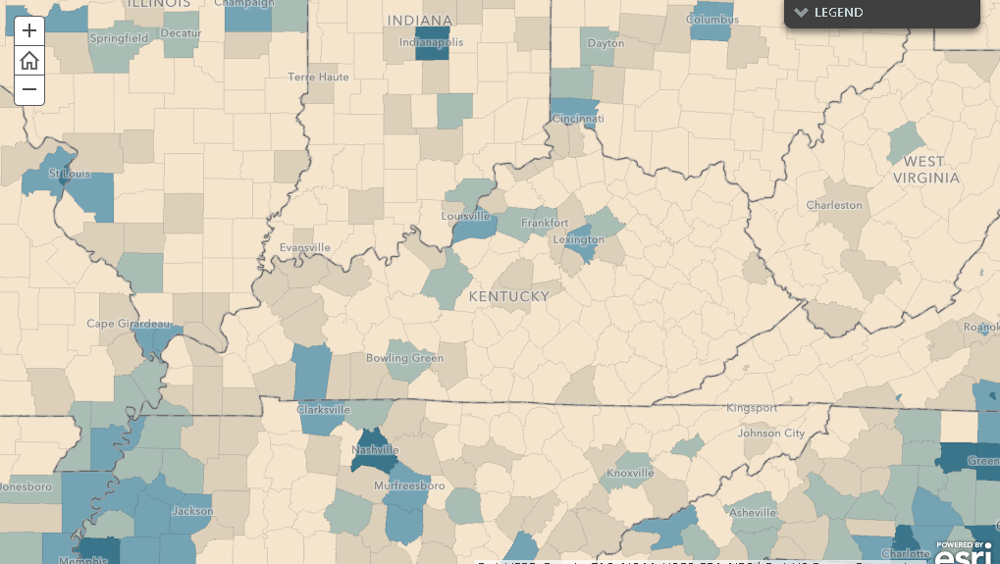 ILLINOIS
Champaign
LEGEND
INDIANA
Columbus
Springfield
Decatur
Indianapolis
Dayton
Terre Haute
Cincinnati
St Louis
WEST
VIRGINIA
Charleston
Louisville
Frankfort
Lexington
Evansville
KENTUCKY
Cape Girardeau
Roanok
Bowling Green
Clarksville
Kingsport
Johnson City
Nashville
Knoxville
Murfreesboro
Jonesboro
Jackson
Asheville
Green
Charlotte
Memphis
POWERED BY
esri